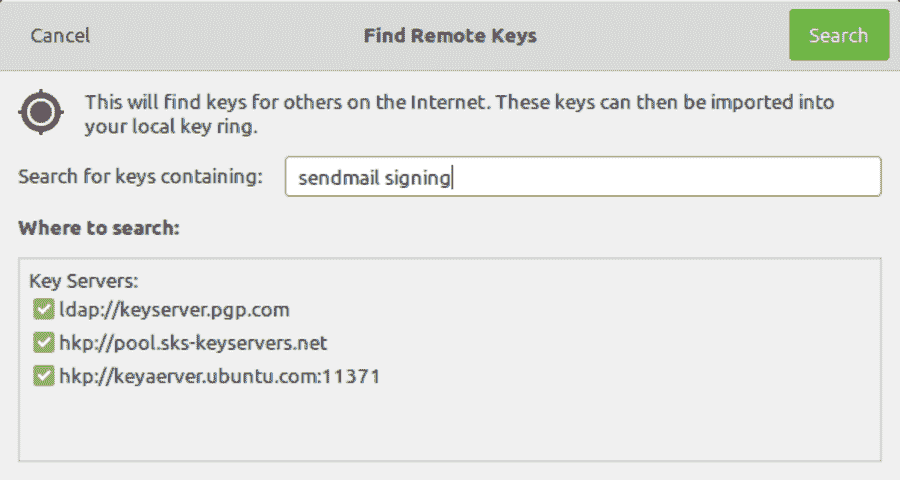 Cancel
Find Remote Keys
Search
This will find keys for others on the Internet. These keys can then be imported into
your local key ring.
Search for keys containing:
sendmail signing
Where to search:
Key Servers:
ldap://keyserver.pgp.com
hkp://pool.sks-keyservers.net
hkp://keyaerver.ubuntu.com:11371